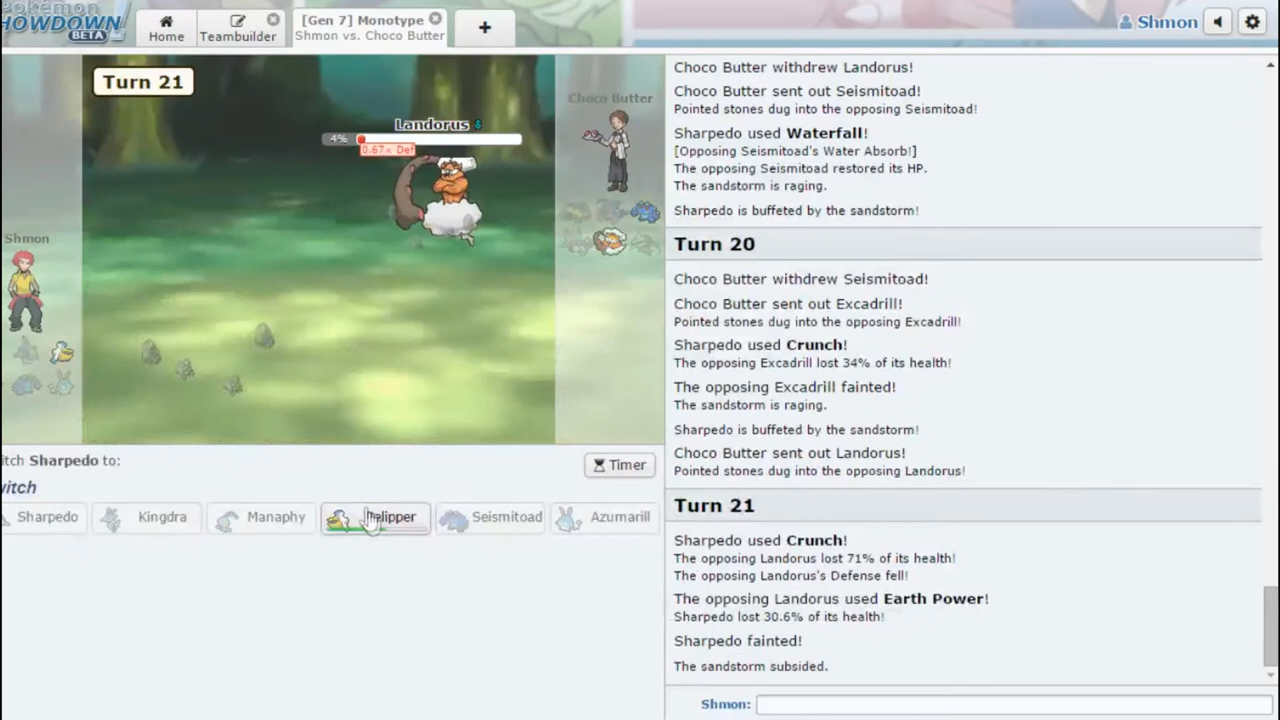 Pokémon
HOWDOWN
BETA
Home
Teambuilder
[Gen 7] Monotype
Shmon vs. Choco Butter
+
Shmon
Turn 21
Choco Butter
Landorus
4%
0.67× Def
Shmon
itch Sharpedo to:
Timer
witch
Sharpedo
Kingdra
Manaphy
Pelipper
Seismitoad
Azumarill
Choco Butter withdrew Landorus!
Choco Butter sent out Seismitoad!
Pointed stones dug into the opposing Seismitoad!
Sharpedo used Waterfall!
[Opposing Seismitoad's Water Absorb!]
The opposing Seismitoad restored its HP.
The sandstorm is raging.
Sharpedo is buffeted by the sandstorm!
Turn 20
Choco Butter withdrew Seismitoad!
Choco Butter sent out Excadrill!
Pointed stones dug into the opposing Excadrill!
Sharpedo used Crunch!
The opposing Excadrill lost 34% of its health!
The opposing Excadrill fainted!
The sandstorm is raging.
Sharpedo is buffeted by the sandstorm!
Choco Butter sent out Landorus!
Pointed stones dug into the opposing Landorus!
Turn 21
Sharpedo used Crunch!
The opposing Landorus lost 71% of its health!
The opposing Landorus's Defense fell!
The opposing Landorus used Earth Power!
Sharpedo lost 30.6% of its health!
Sharpedo fainted!
The sandstorm subsided.
Shmon: